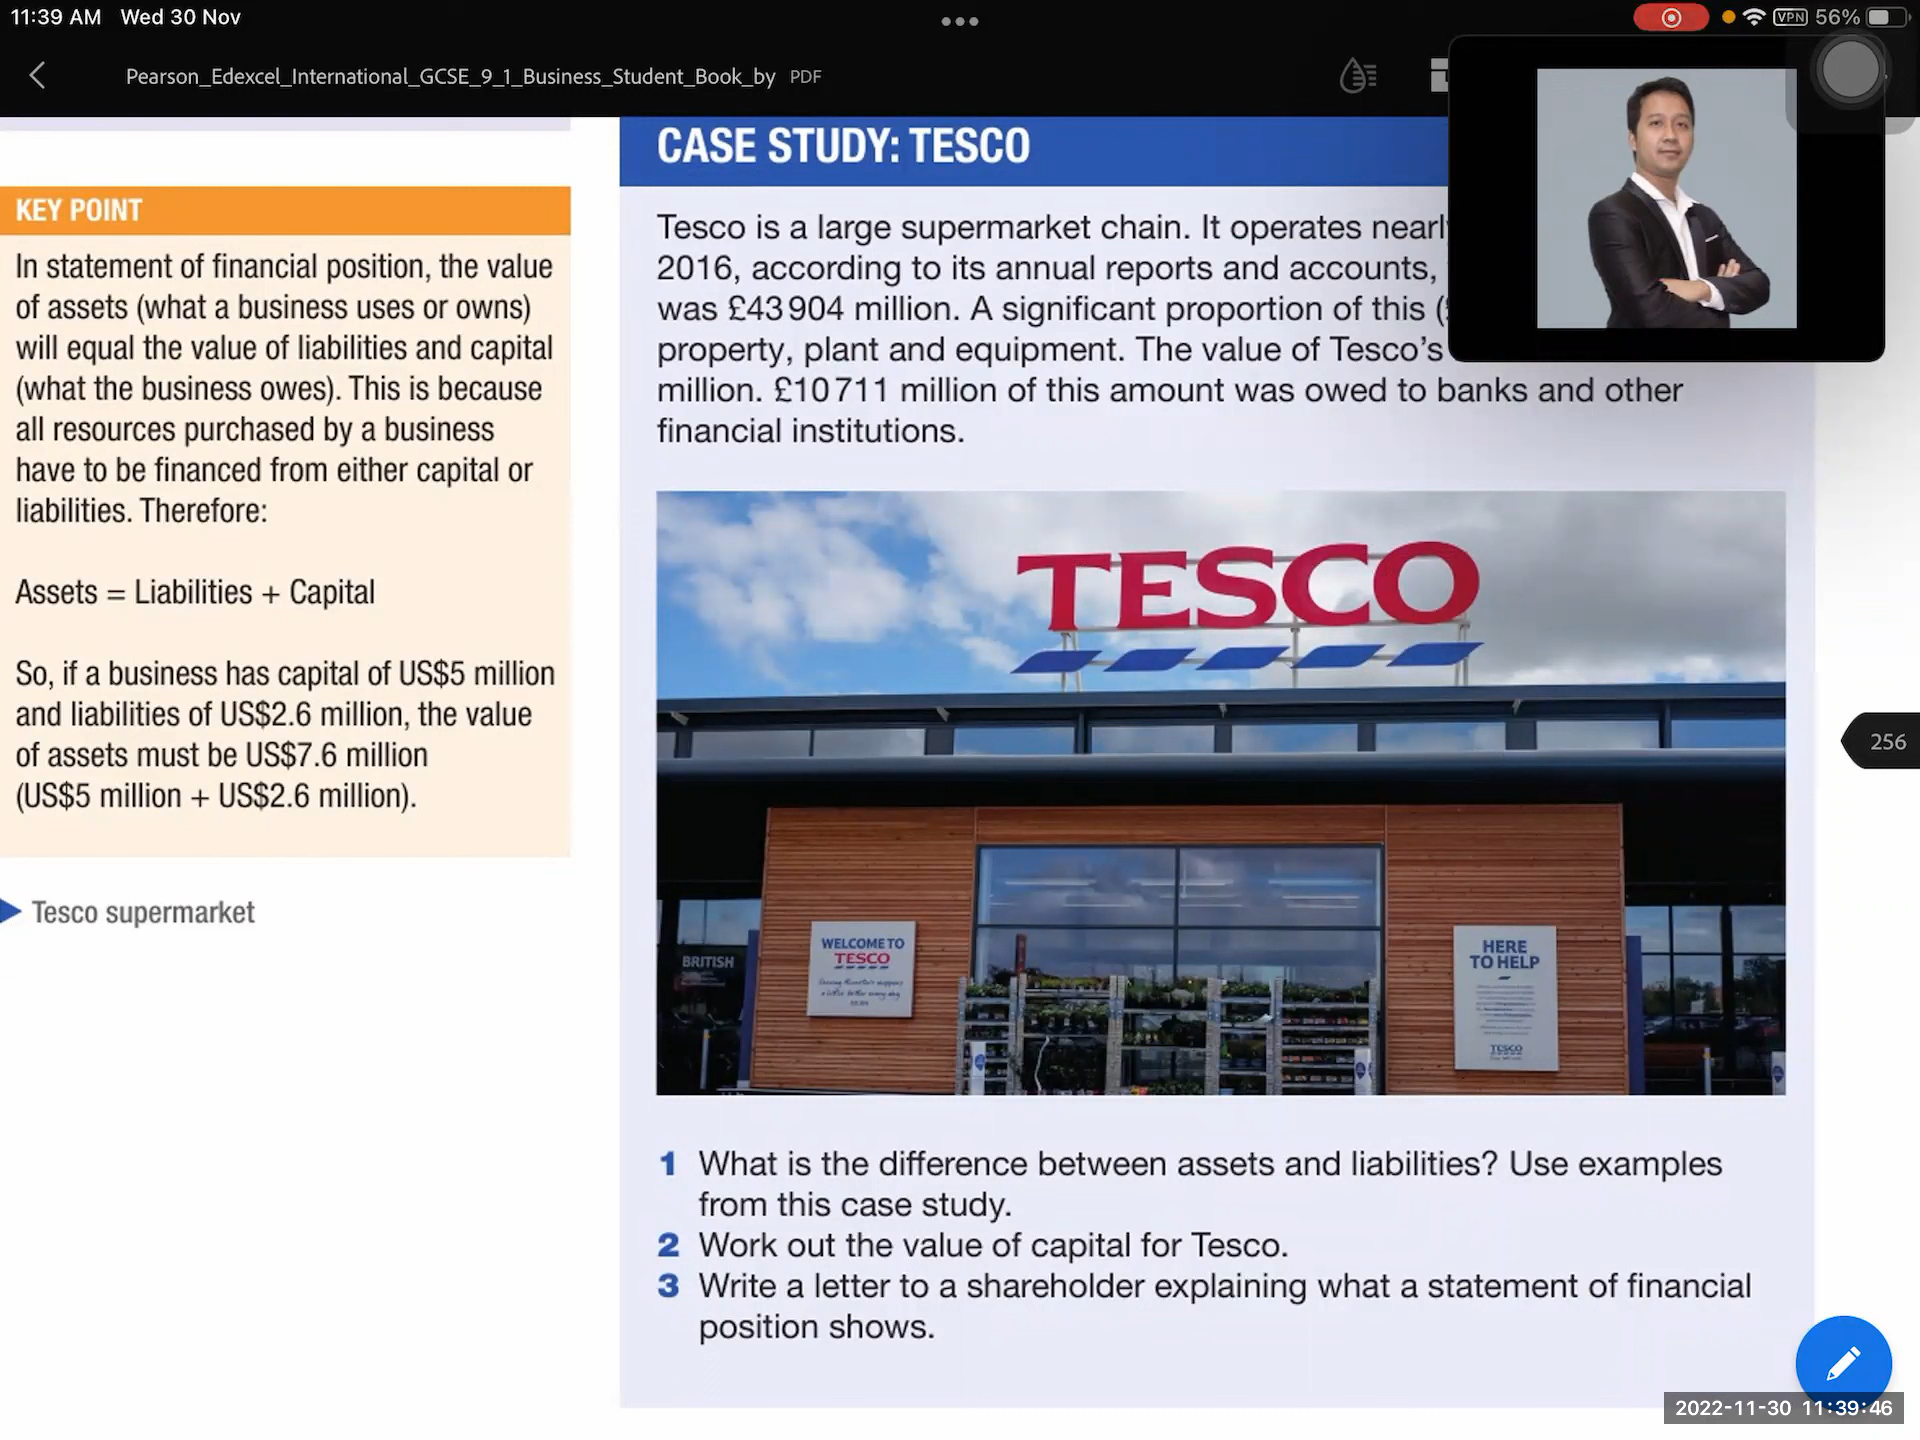 11:39 AM Wed 30 Nov
VPN 56%
Pearson_Edexcel_International_GCSE_9_1_Business_Student_Book_by PDF
KEY POINT
In statement of financial position, the value
of assets (what a business uses or owns)
will equal the value of liabilities and capital
(what the business owes). This is because
all resources purchased by a business
have to be financed from either capital or
liabilities. Therefore:
Assets = Liabilities + Capital
So, if a business has capital of US$5 million
and liabilities of US$2.6 million, the value
of assets must be US$7.6 million
(US$5 million + US$2.6 million).
Tesco supermarket
CASE STUDY: TESCO
Tesco is a large supermarket chain. It operates
2016, according to its annual reports and accounts,
was £43 904 million. A significant proportion of this (
property, plant and equipment. The value of Tesco's
million. £10 711 million of this amount was owed to banks and other
financial institutions.
TESCO
BRITISH
WELCOME TO
TESCO
HERE
TO HELP
TESCO
1 What is the difference between assets and liabilities? Use examples
from this case study.
2 Work out the value of capital for Tesco.
3 Write a letter to a shareholder explaining what a statement of financial
position shows.
256
2022-11-30 11:39:46